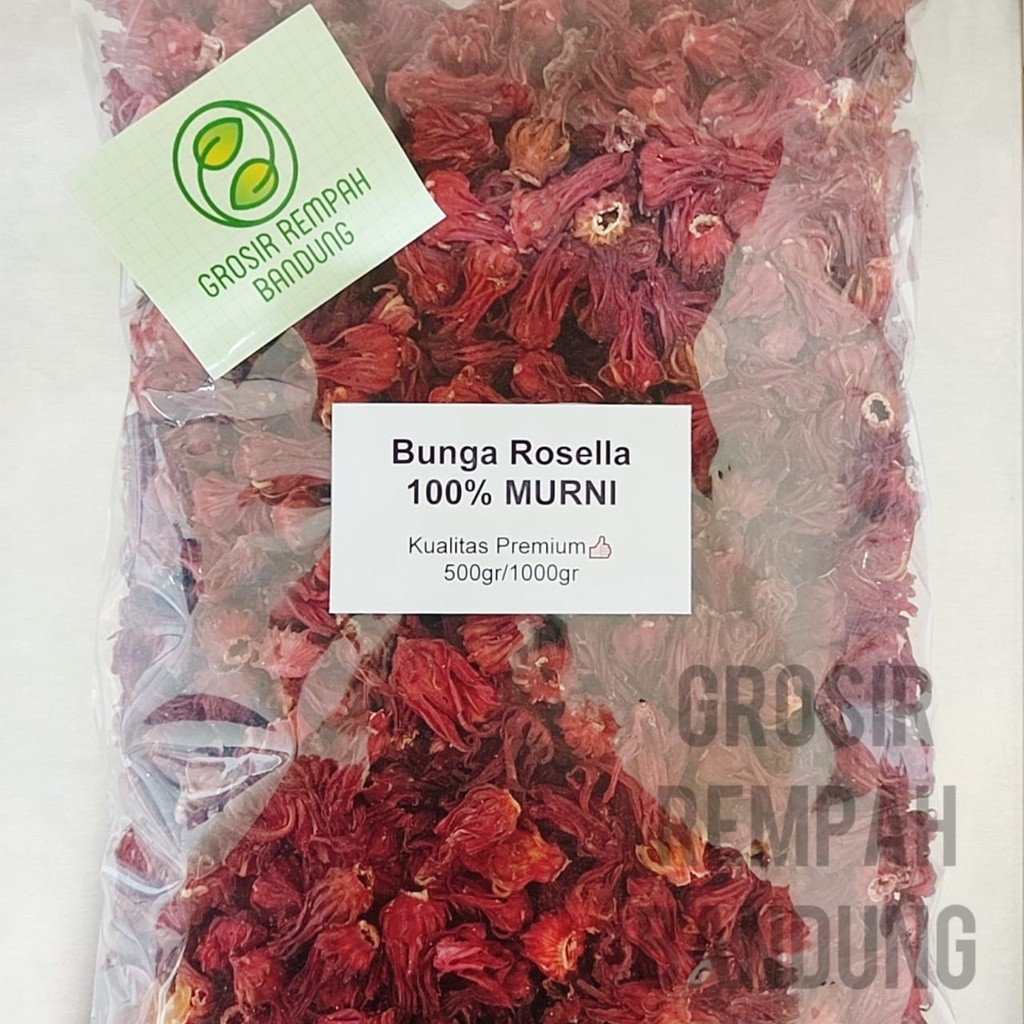 GROSIR REMPAH
BANDUNG
Bunga Rosella
100% MURNI
Kualitas Premium👍
500gr/1000gr
GROSIR
REMPAH
BANDUNG